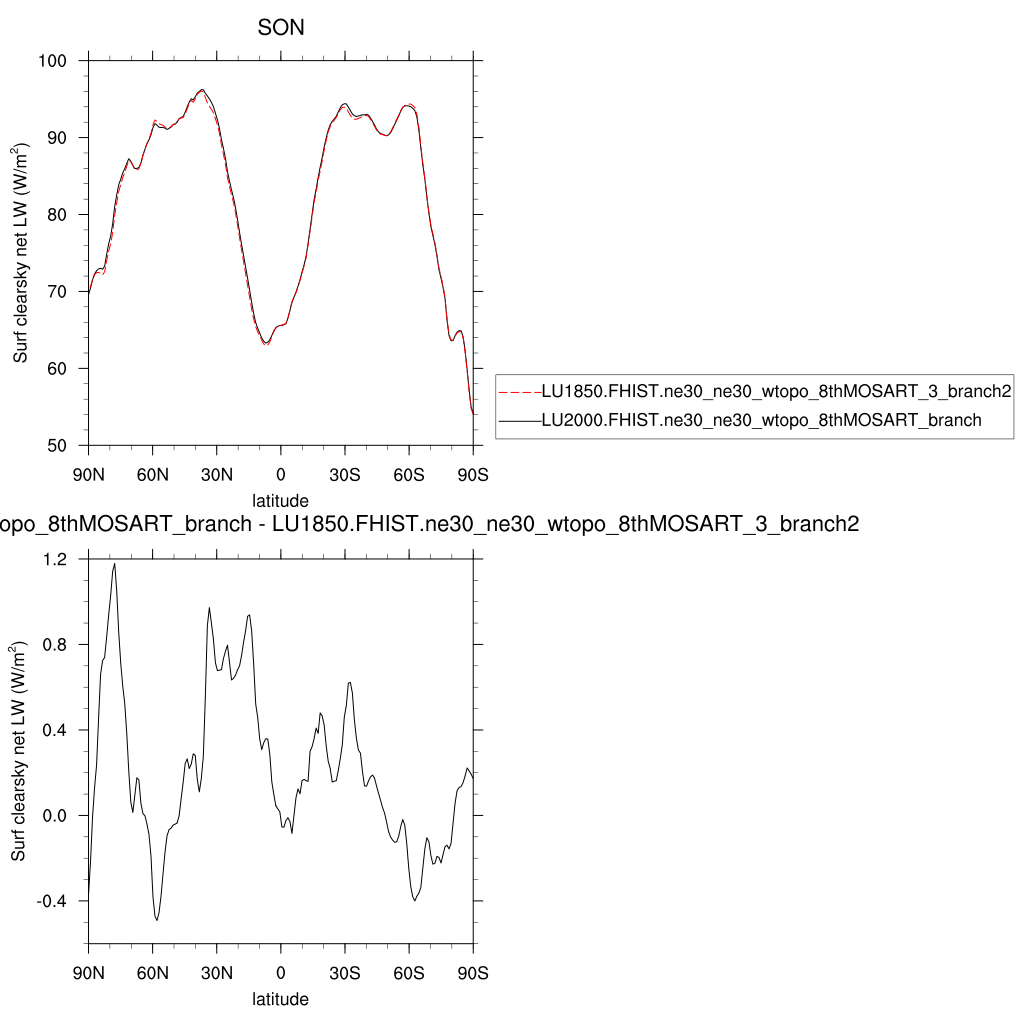 SON
100
90
80
70
60
50
Surf clearsky net LW (W/m²)
90N 60N 30N 0 30S 60S 90S
latitude
LU1850.FHIST.ne30_ne30_wtopo_8thMOSART_3_branch2
LU2000.FHIST.ne30_ne30_wtopo_8thMOSART_branch
opo_8thMOSART_branch - LU1850.FHIST.ne30_ne30_wtopo_8thMOSART_3_branch2
1.2
0.8
0.4
0.0
-0.4
Surf clearsky net LW (W/m²)
90N 60N 30N 0 30S 60S 90S
latitude